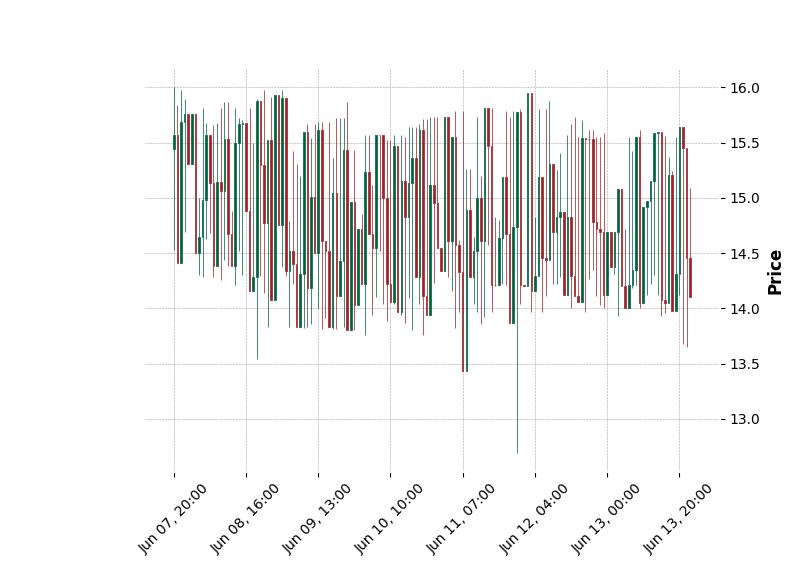 16.0
15.5
15.0
14.5
14.0
13.5
13.0
Price
Jun 07, 20:00
Jun 08, 16:00
Jun 09, 13:00
Jun 10, 10:00
Jun 11, 07:00
Jun 12, 04:00
Jun 13, 00:00
Jun 13, 20:00